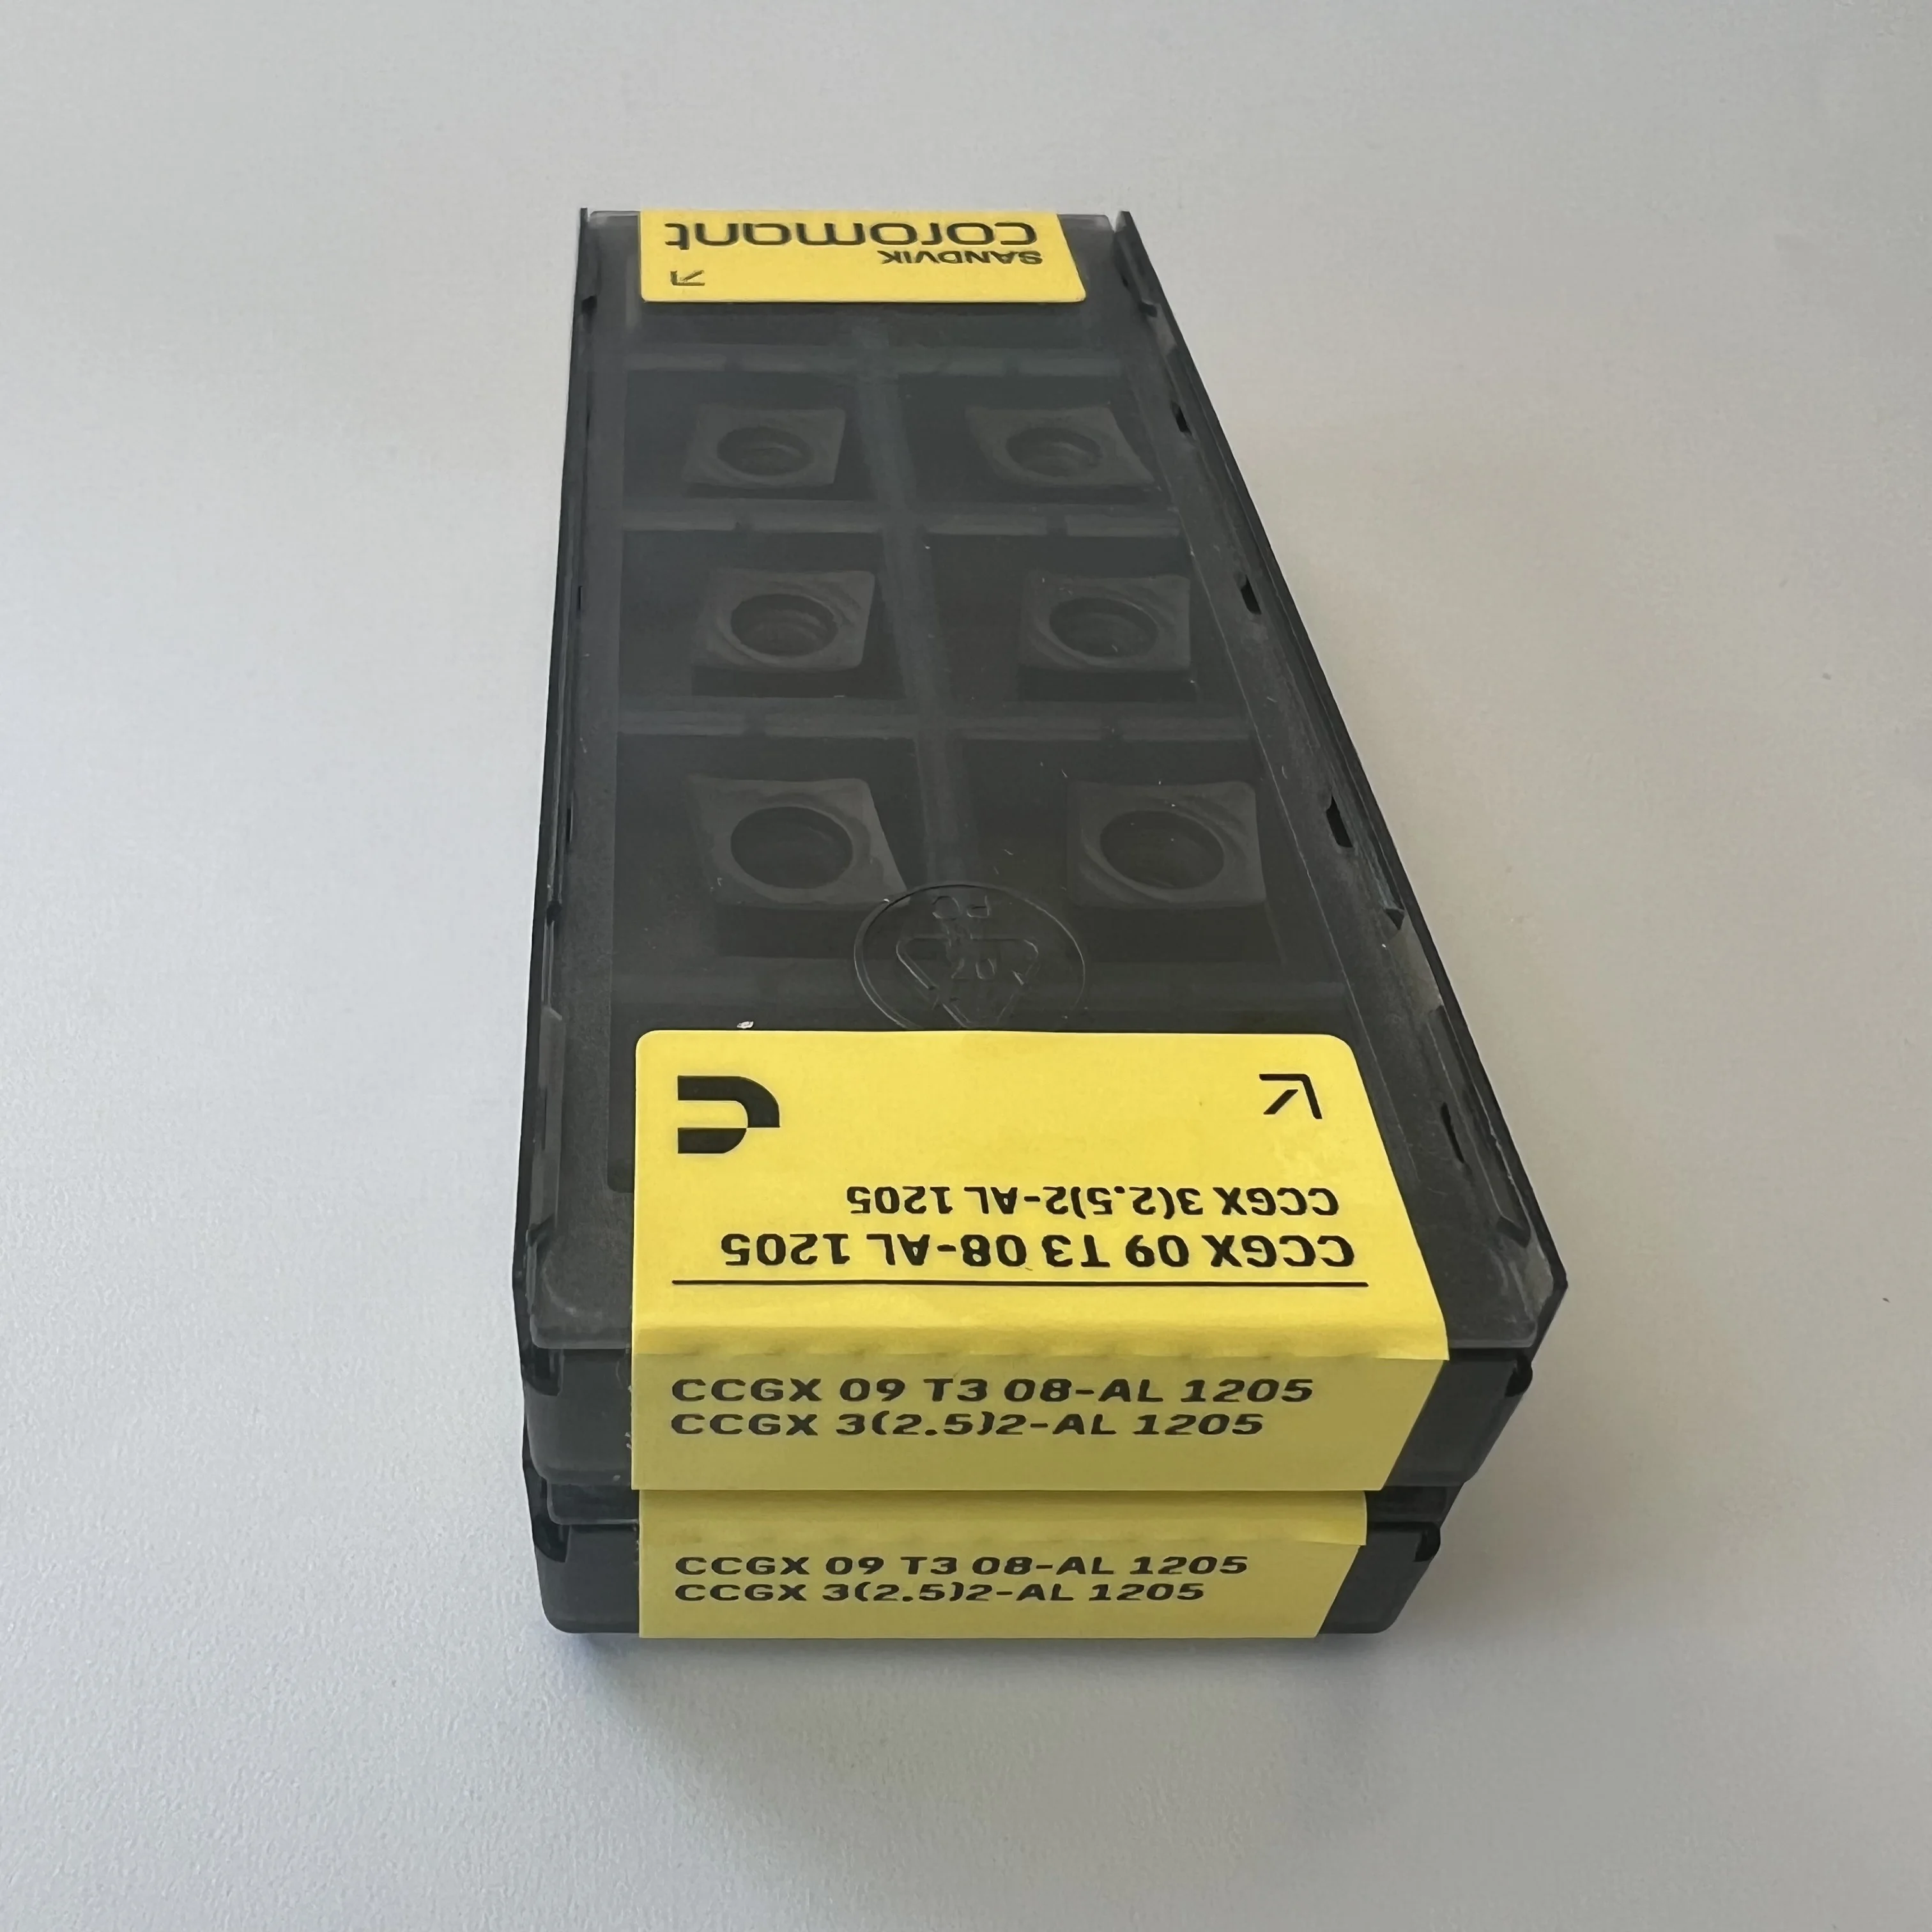 SANDVIK
coromant
CCGX 09 T3 08-AL 1205
CCGX 3(2.5)2-AL 1205
CCGX 09 T3 08-AL 1205
CCGX 3(2.5)2-AL 1205
CCGX 09 T3 08-AL 1205
CCGX 3(2.5)2-AL 1205